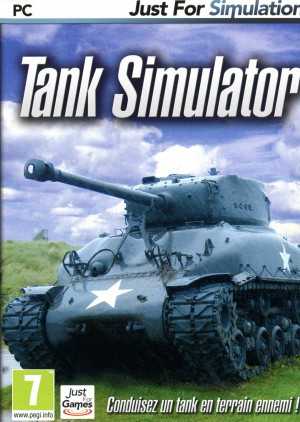 PC
Just For Simulation
Tank Simulator
7
www.pegi.info
Just
For
Games
Conduisez un tank en terrain ennemi !